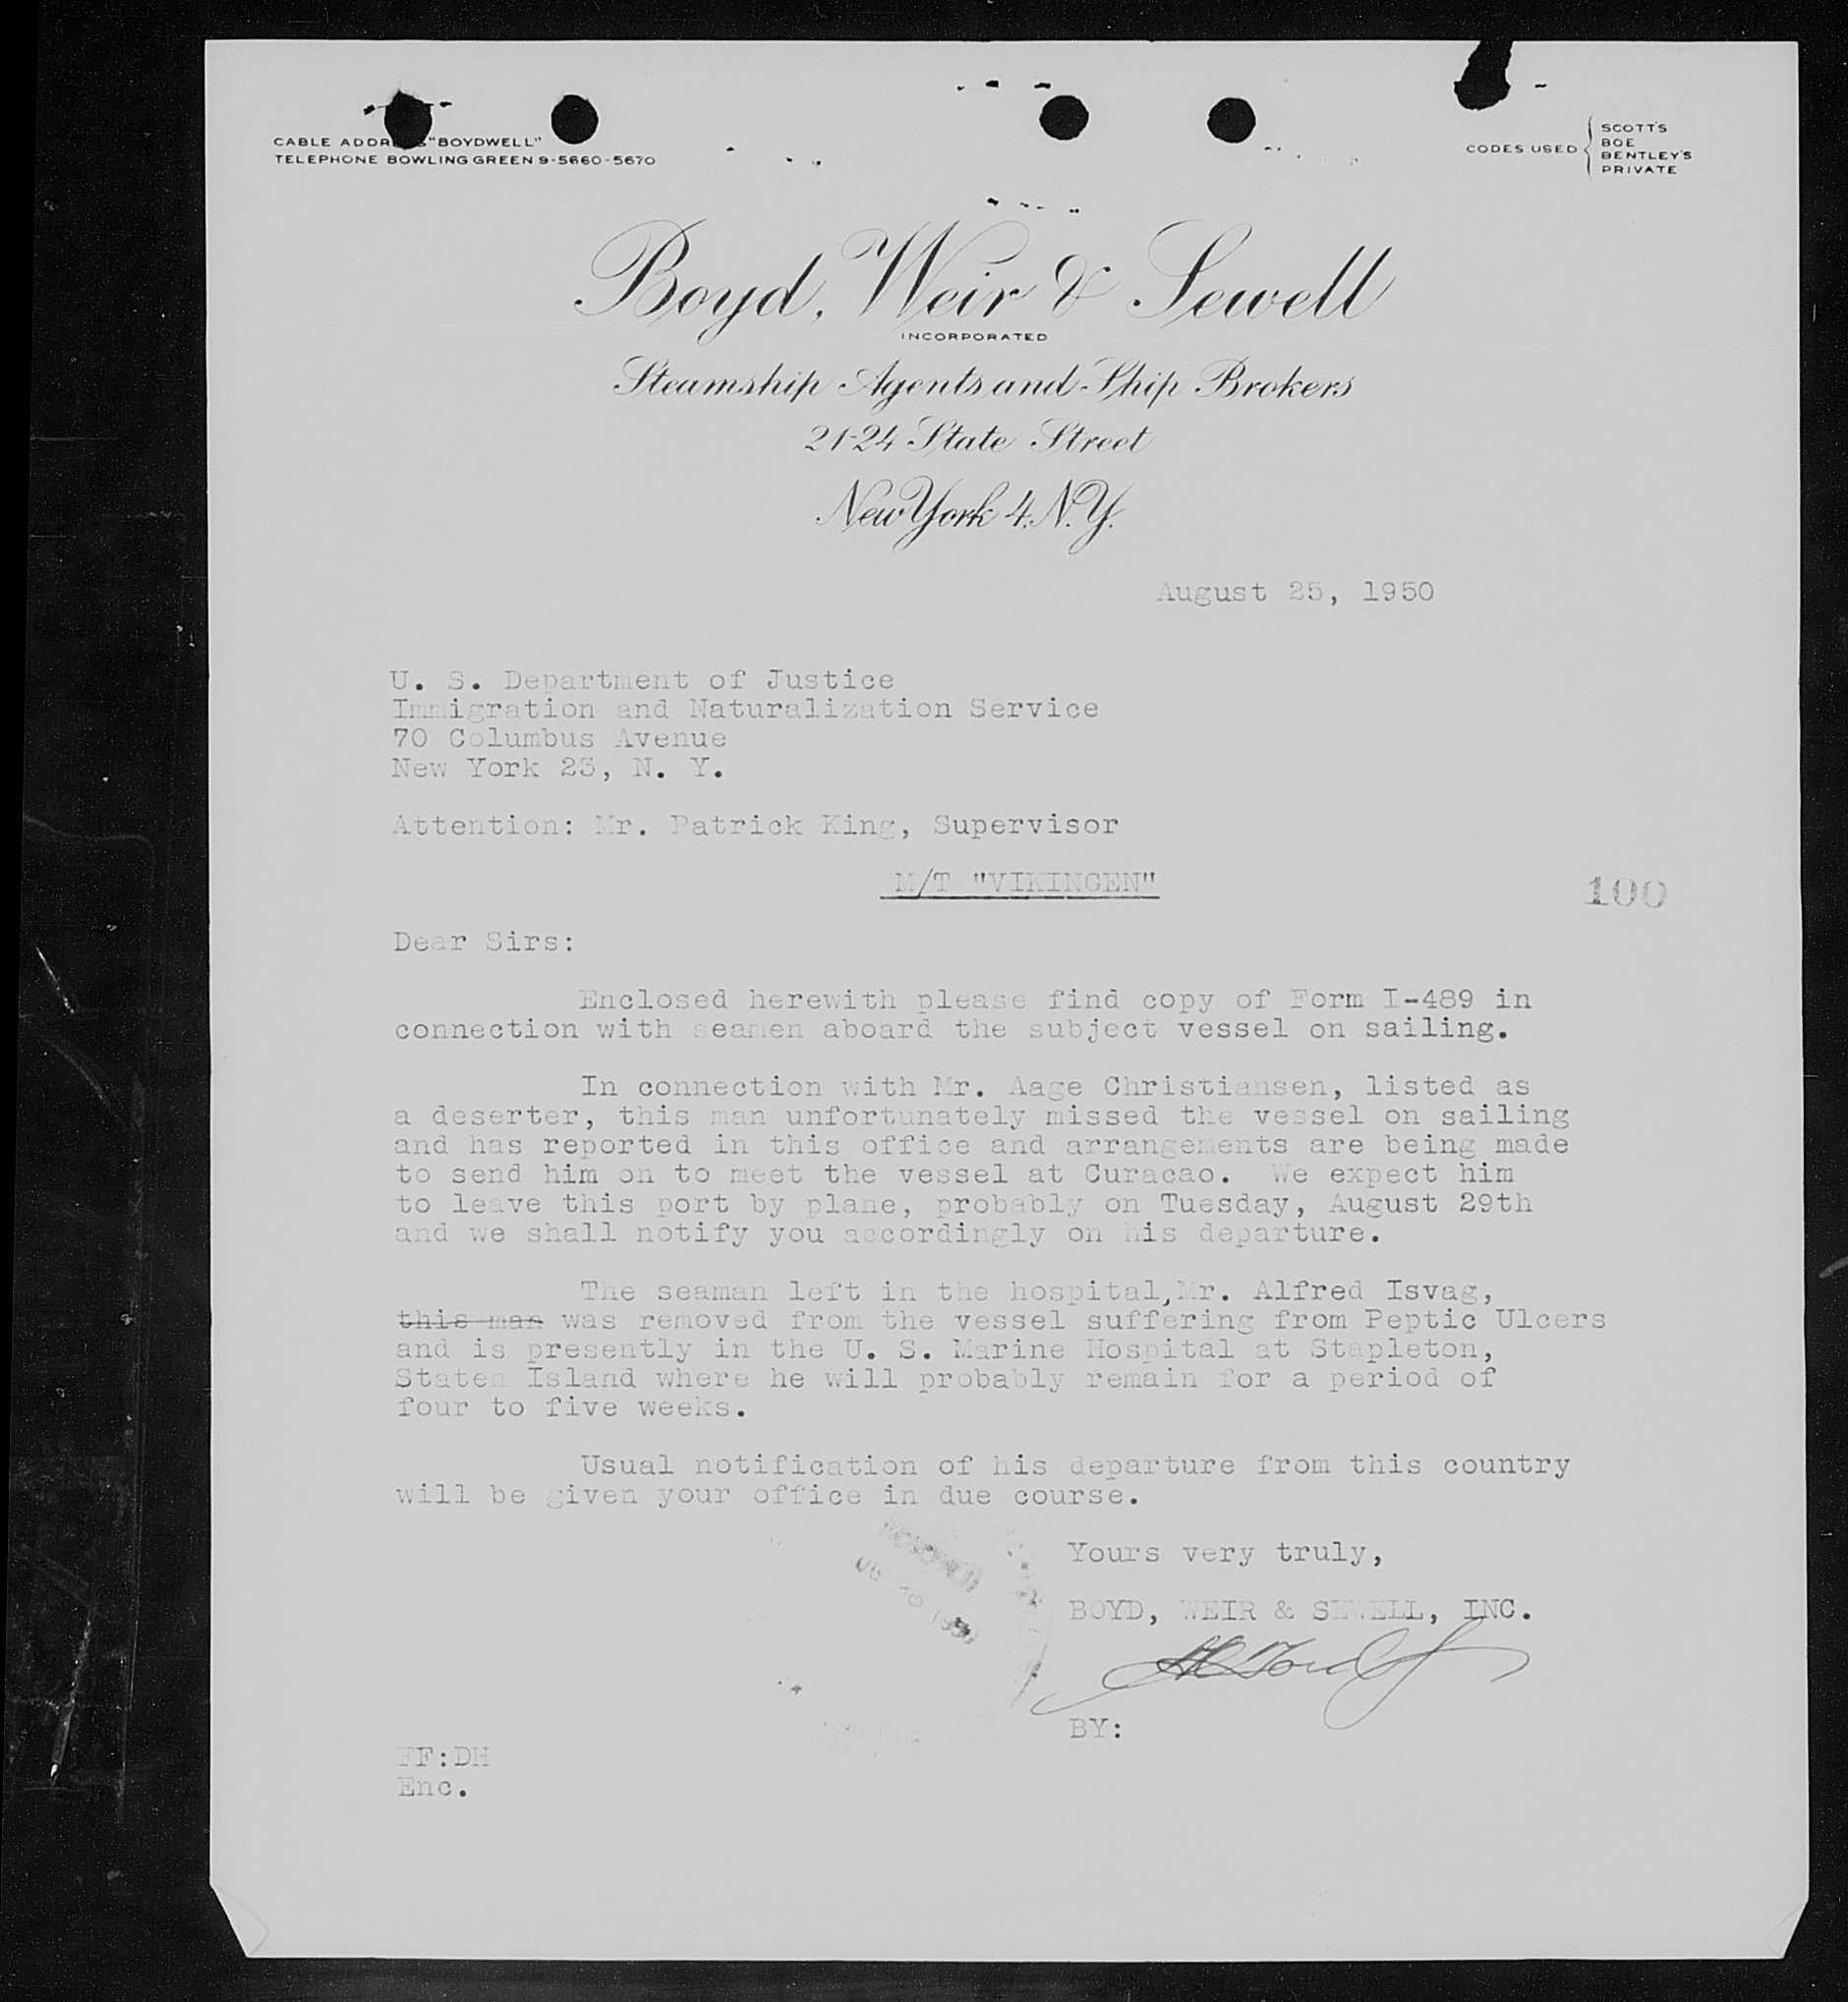 CABLE ADDRESS "BOYDWELL"
TELEPHONE BOWLING GREEN 9-5660-5670
CODES USED
SCOTT'S
BOE
BENTLEY'S
PRIVATE
Boyd, Weir & Sewell
INCORPORATED
Steamship Agents and Ship Brokers
21-24 State Street
New York 4, N.Y.
August 25, 1950
U. S. Department of Justice
Immigration and Naturalization Service
70 Columbus Avenue
New York 23, N. Y.
Attention: Mr. Patrick King, Supervisor
M/T "VIKINGEN"
100
Dear Sirs:
Enclosed herewith please find copy of Form I-489 in
connection with seamen aboard the subject vessel on sailing.
In connection with Mr. Aage Christiansen, listed as
a deserter, this man unfortunately missed the vessel on sailing
and has reported in this office and arrangements are being made
to send him on to meet the vessel at Curacao. We expect him
to leave this port by plane, probably on Tuesday, August 29th
and we shall notify you accordingly on his departure.
The seaman left in the hospital, Mr. Alfred Isvag,
this man was removed from the vessel suffering from Peptic Ulcers
and is presently in the U. S. Marine Hospital at Stapleton,
Staten Island where he will probably remain for a period of
four to five weeks.
Usual notification of his departure from this country
will be given your office in due course.
Yours very truly,
BOYD, WEIR & SEWELL, INC.
BY:
FF:DH
Enc.